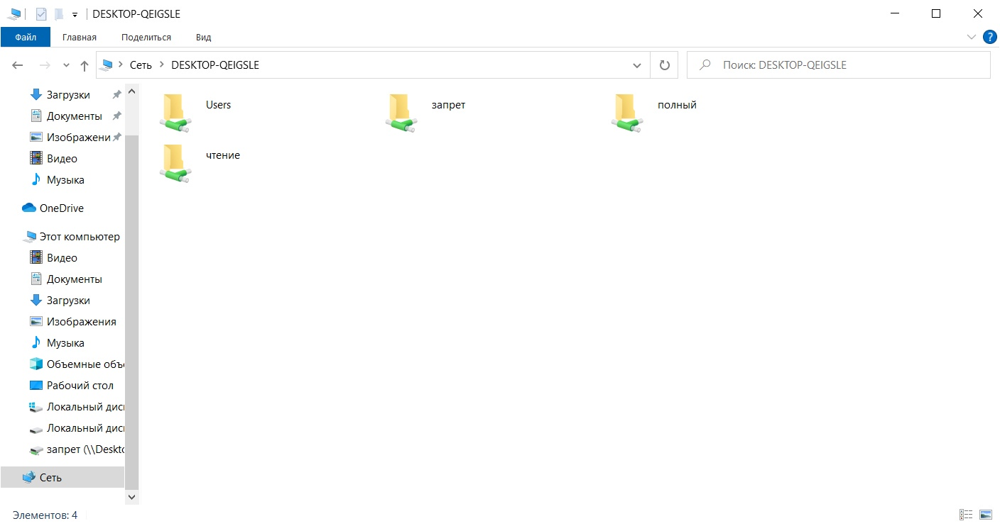 DESKTOP-QEIGSLE
Файл Главная Поделиться Вид
Сеть DESKTOP-QEIGSLE Поиск: DESKTOP-QEIGSLE
Загрузки
Документы
Изображени
Видео
Музыка
OneDrive
Этот компьютер
Видео
Документы
Загрузки
Изображения
Музыка
Объемные объе
Рабочий стол
Локальный дис
Локальный дис
запрет (\\Deskto
Сеть
Users запрет полный
чтение
Элементов: 4